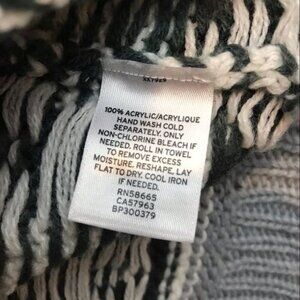 100% ACRYLIC/ACRYLIQUE
HAND WASH COLD
SEPARATELY. ONLY
NON-CHLORINE BLEACH IF
NEEDED. ROLL IN TOWEL
TO REMOVE EXCESS
MOISTURE. RESHAPE, LAY
FLAT TO DRY. COOL IRON
IF NEEDED.
RN58665
CA57963
BP300379